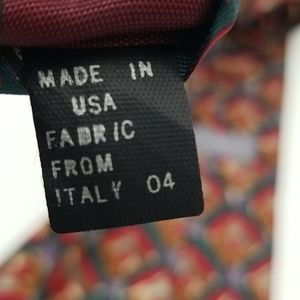 MADE IN
USA
FABRIC
FROM
ITALY 04